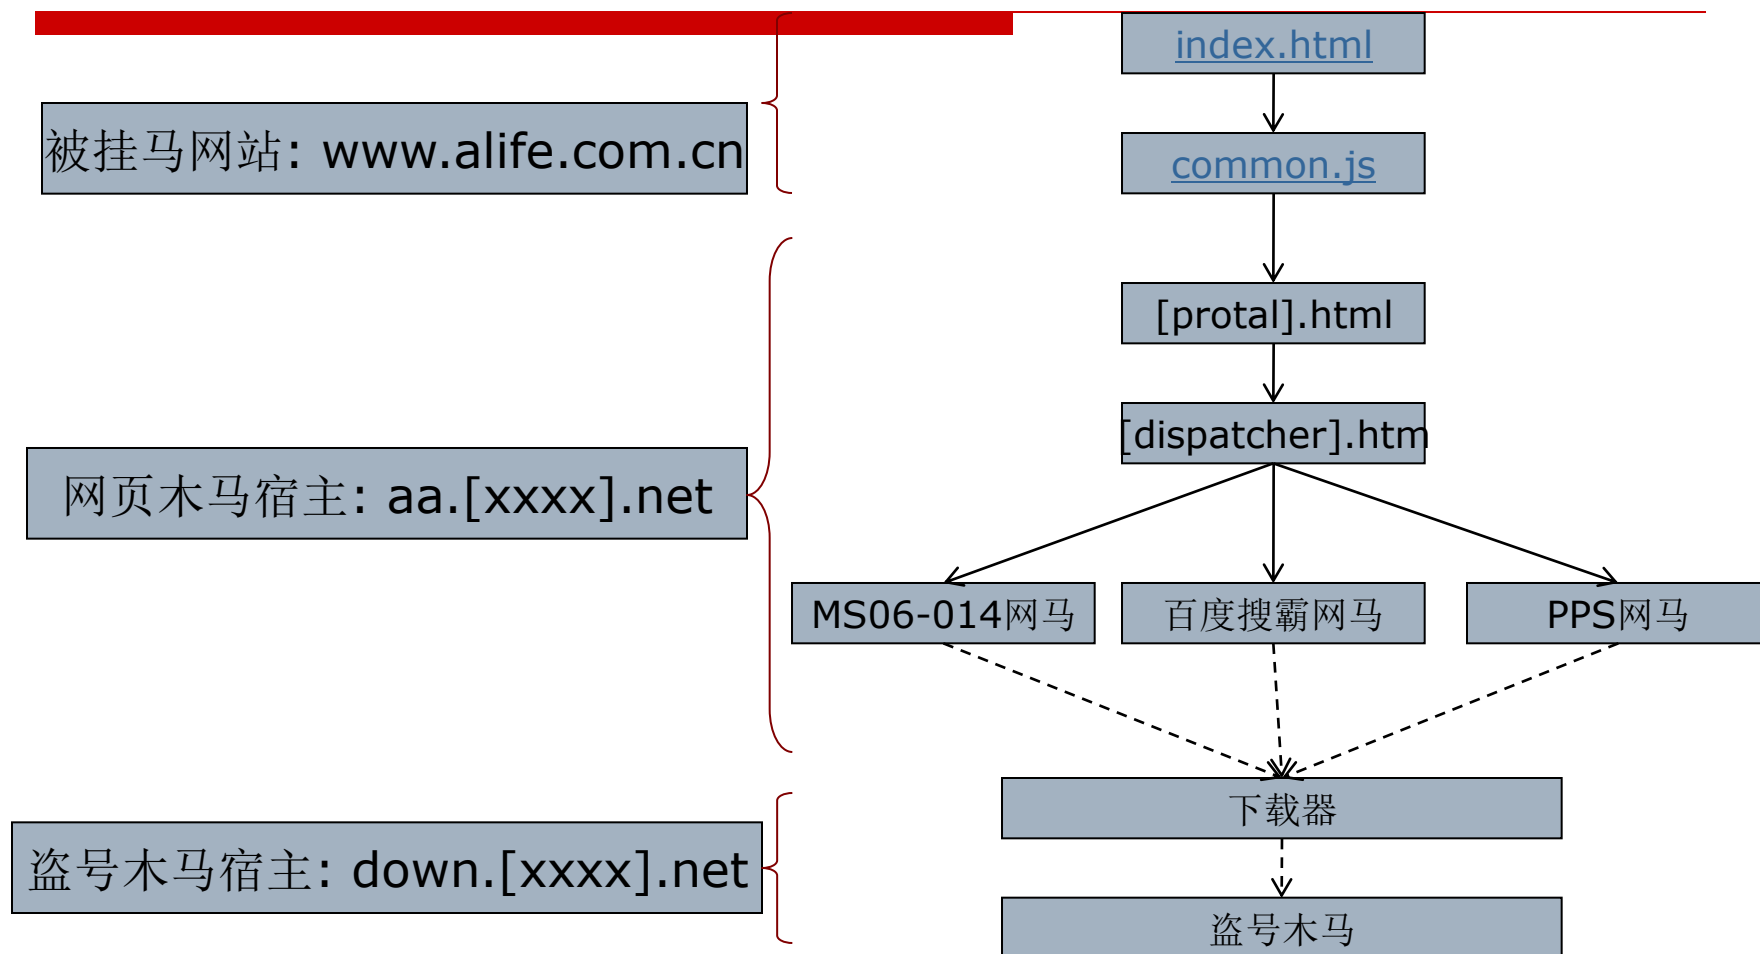 index.html
被挂马网站: www.alife.com.cn
common.js
[protal].html
[dispatcher].htm
网页木马宿主: aa.[xxxx].net
MS06-014网马
百度搜霸网马
PPS网马
下载器
盗号木马宿主: down.[xxxx].net
盗号木马